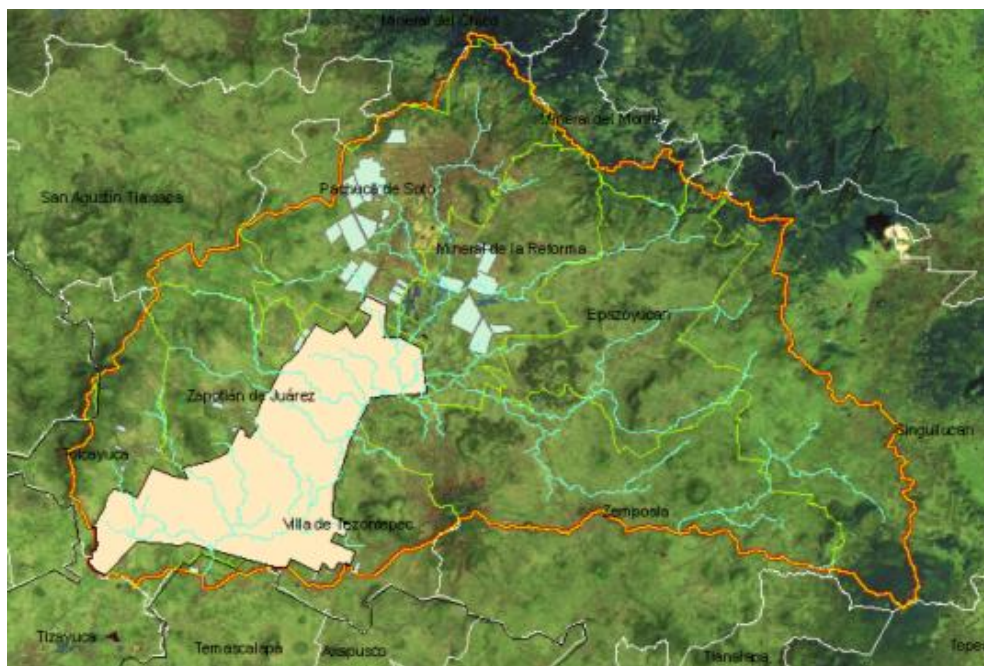 Mineral del Chico
Mineral del Monte
Pachuca de Soto
San Agustín Tlaxiaca
Mineral de la Reforma
Epazoyucan
Zapotlán de Juárez
Singuilucan
Tolcayuca
Villa de Tezontepec
Zempoala
Tizayuca
Temascalapa
Axapusco
Tlanalapa
Tepea